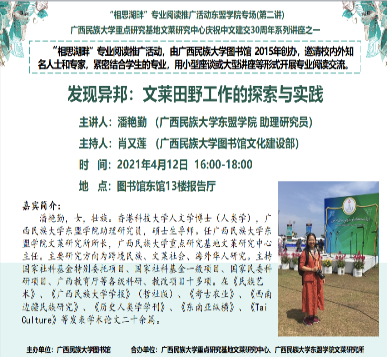 “相思湖畔”专业阅读推广活动东盟学院专场(第二讲)
广西民族大学重点研究基地文莱研究中心庆祝中文建交30周年系列讲座之一
“相思湖畔”专业阅读推广活动，由广西民族大学图书馆 2015年创办，邀请校内外知
名人士和专家，紧密结合学生的专业，用小型座谈或大型讲座等形式开展专业阅读交流。
发现异邦：文莱田野工作的探索与实践
主讲人：潘艳勤 （广西民族大学东盟学院 助理研究员）
主持人：肖又莲 （广西民族大学图书馆文化建设部）
时 间：2021年4月12日 16:00-18:00
地 点：图书馆东馆13楼报告厅
嘉宾简介：
潘艳勤，女，壮族。香港科技大学人文学博士（人类学），广
西民族大学东盟学院助理研究员，硕士生导师，任广西民族大学东
盟学院文莱研究所所长，广西民族大学重点研究基地文莱研究中心
主任。主要研究方向为跨境民族、文莱社会、海外华人研究。主持
国家社科基金特别委托项目、国家社科基金一般项目、国家民委科
研项目、广西教育厅等各级科研、教改项目十多项。在《民族艺
术》、《广西民族大学学报》（哲社版）、《考古农业》、《西南
边疆民族研究》、《历史人类学学刊》、《东南亚纵横》、《Tai
Culture》等发表学术论文二十余篇。
主办单位：广西民族大学图书馆 合办单位：广西民族大学重点研究基地文莱研究中心、广西民族大学东盟学院文莱研究所